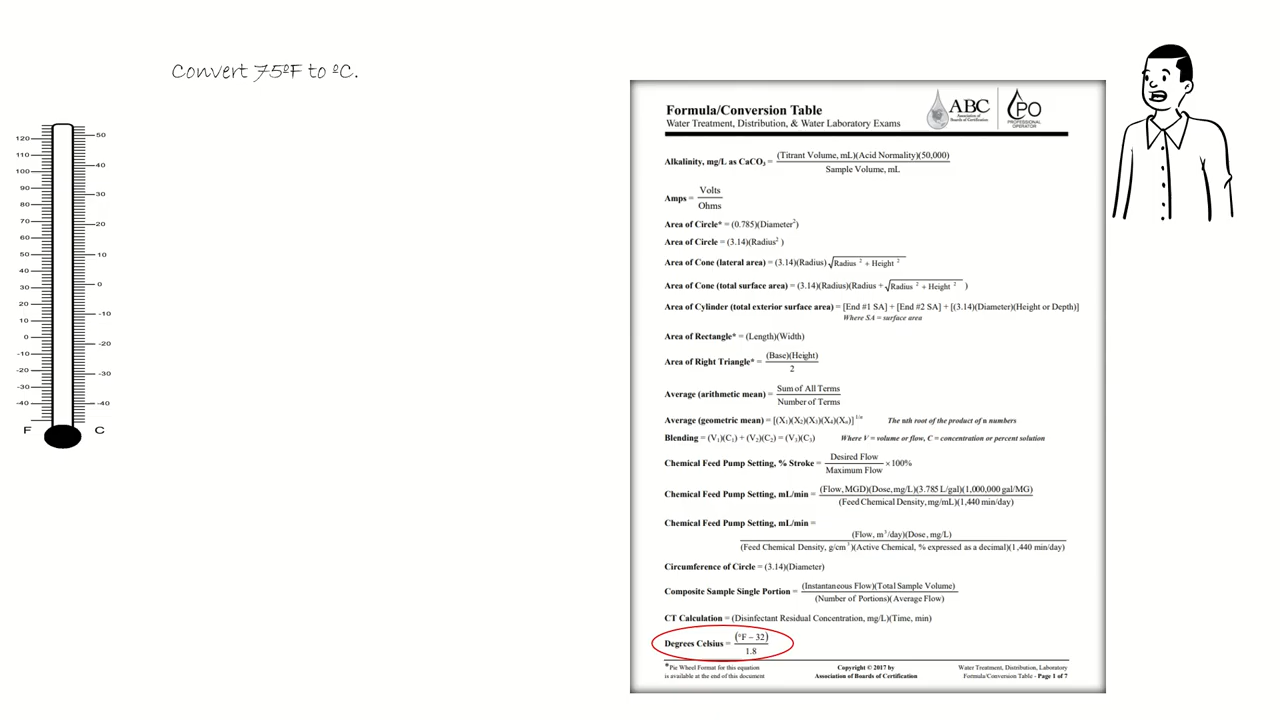 Convert 75ºF to ºC.
120
110
100
90
80
70
60
50
40
30
20
10
0
-10
-20
-30
-40
F
50
40
30
20
10
0
-10
-20
-30
-40
C
Formula/Conversion Table
Water Treatment, Distribution, & Water Laboratory Exams
ABC
Association
of Boards of Certification
CPO
PROFESSIONAL
OPERATOR
Alkalinity, mg/L as CaCO₃ = (Titrant Volume, mL)(Acid Normality)(50,000)
Sample Volume, mL
Amps = Volts
Ohms
Area of Circle* = (0.785)(Diameter²)
Area of Circle = (3.14)(Radius²)
Area of Cone (lateral area) = (3.14)(Radius)√Radius² + Height²
Area of Cone (total surface area) = (3.14)(Radius)(Radius + √Radius² + Height²)
Area of Cylinder (total exterior surface area) = [End #1 SA] + [End #2 SA] + [(3.14)(Diameter)(Height or Depth)]
Where SA = surface area
Area of Rectangle* = (Length)(Width)
Area of Right Triangle* = (Base)(Height)
2
Average (arithmetic mean) = Sum of All Terms
Number of Terms
Average (geometric mean) = [(X₁)(X₂)(X₃)(X₄)(Xₙ)]¹/ⁿ The nth root of the product of n numbers
Blending = (V₁)(C₁) + (V₂)(C₂) = (V₃)(C₃) Where V = volume or flow, C = concentration or percent solution
Chemical Feed Pump Setting, % Stroke = Desired Flow × 100%
Maximum Flow
Chemical Feed Pump Setting, mL/min = (Flow, MGD)(Dose, mg/L)(3.785 L/gal)(1,000,000 gal/MG)
(Feed Chemical Density, mg/mL)(1,440 min/day)
Chemical Feed Pump Setting, mL/min =
(Flow, m³/day)(Dose, mg/L)
(Feed Chemical Density, g/cm³)(Active Chemical, % expressed as a decimal)(1,440 min/day)
Circumference of Circle = (3.14)(Diameter)
Composite Sample Single Portion = (Instantaneous Flow)(Total Sample Volume)
(Number of Portions)(Average Flow)
CT Calculation = (Disinfectant Residual Concentration, mg/L)(Time, min)
Degrees Celsius = (°F − 32)
1.8
*Pie Wheel Format for this equation
is available at the end of this document
Copyright © 2017 by
Association of Boards of Certification
Water Treatment, Distribution, Laboratory
Formula/Conversion Table - Page 1 of 7